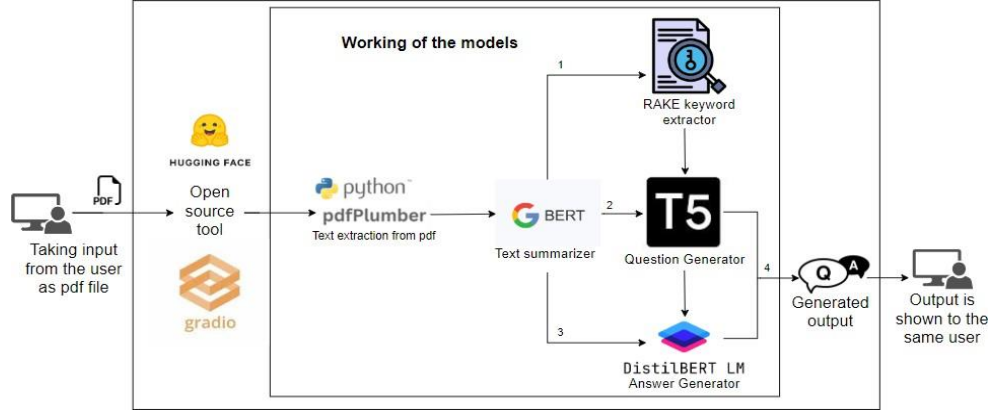 Working of the models
1
RAKE keyword
extractor
HUGGING FACE
PDF
Open
source
tool
python™
pdfPlumber
Text extraction from pdf
G BERT
Text summarizer
2
T5
Question Generator
4
Q
A
Generated
output
Taking input
from the user
as pdf file
gradio
3
DistilBERT LM
Answer Generator
Output is
shown to the
same user